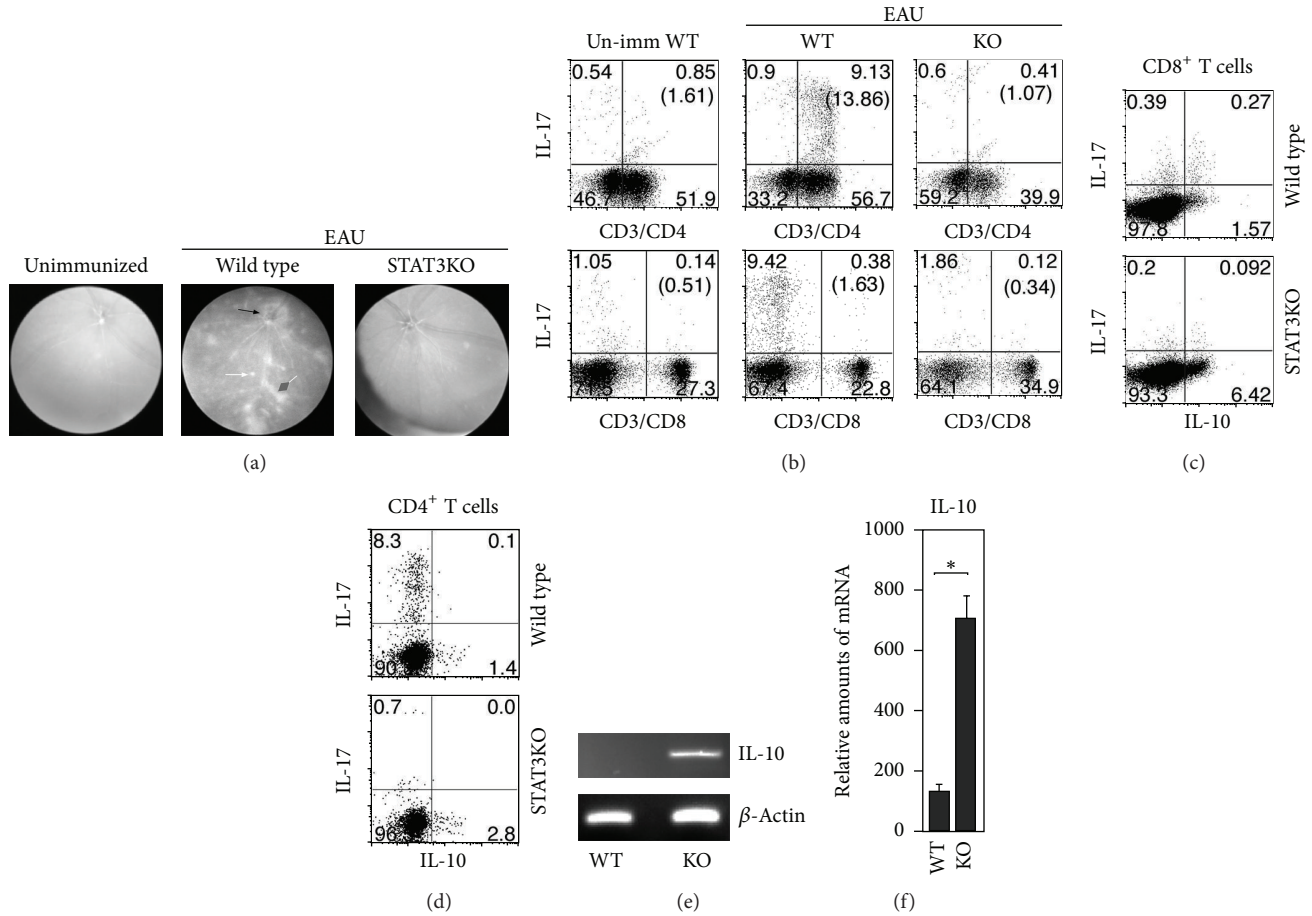 EAU
Unimmunized
Wild type
STAT3KO
(a)
EAU
Un-imm WT
WT
KO
IL-17
0.54
0.85
(1.61)
46.7
51.9
CD3/CD4
0.9
9.13
(13.86)
33.2
56.7
CD3/CD4
0.6
0.41
(1.07)
59.2
39.9
CD3/CD4
IL-17
1.05
0.14
(0.51)
27.3
CD3/CD8
9.42
0.38
(1.63)
67.4
22.8
CD3/CD8
1.86
0.12
(0.34)
64.1
34.9
CD3/CD8
(b)
CD8+ T cells
IL-17
0.39
0.27
97.8
1.57
Wild type
IL-17
0.2
0.092
93.3
6.42
STAT3KO
IL-10
(c)
CD4+ T cells
IL-17
8.3
0.1
90
1.4
Wild type
IL-17
0.7
0.0
96
2.8
STAT3KO
IL-10
(d)
IL-10
β-Actin
WT
KO
(e)
IL-10
Relative amounts of mRNA
1000
800
600
400
200
0
*
WT
KO
(f)